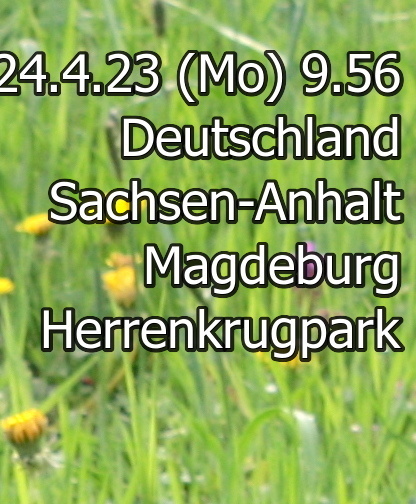 24.4.23 (Mo) 9.56
Deutschland
Sachsen-Anhalt
Magdeburg
Herrenkrugpark